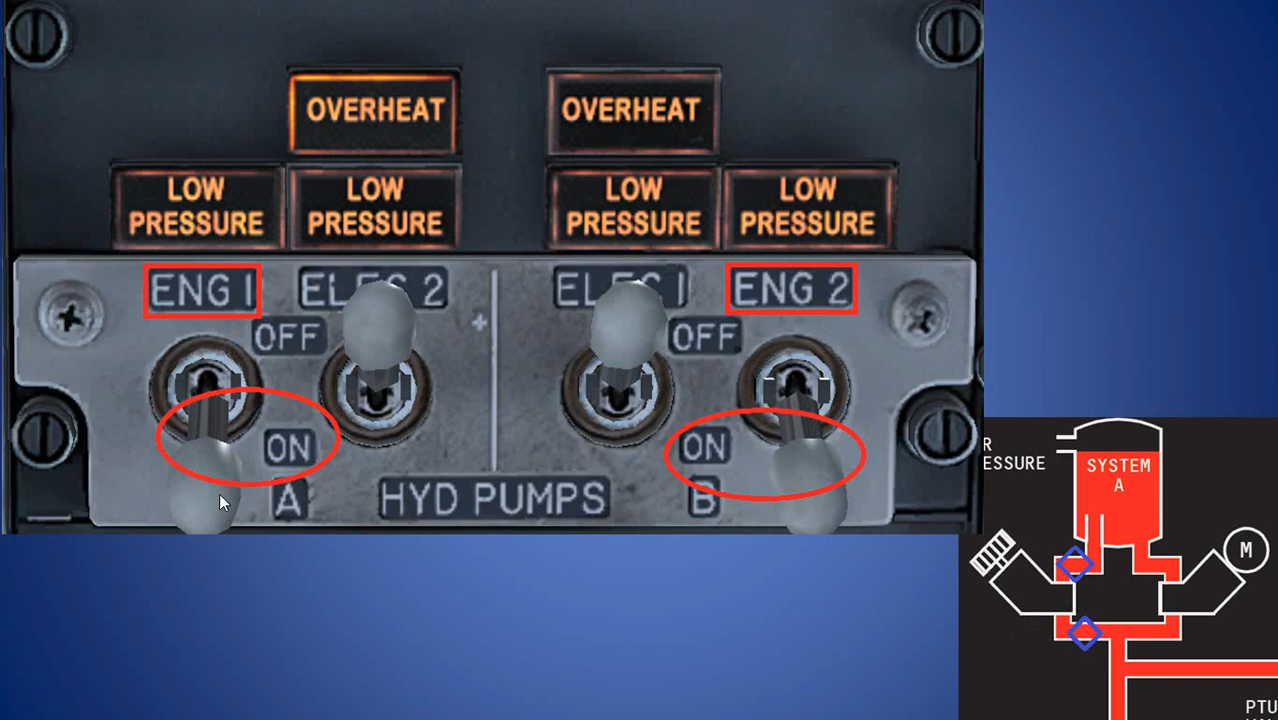 OVERHEAT
OVERHEAT
LOW
PRESSURE
LOW
PRESSURE
LOW
PRESSURE
LOW
PRESSURE
ENG 1
ELEC 2
ELEC 1
ENG 2
OFF
OFF
ON
ON
A
HYD PUMPS
B
R
ESSURE
SYSTEM
A
M
PTU